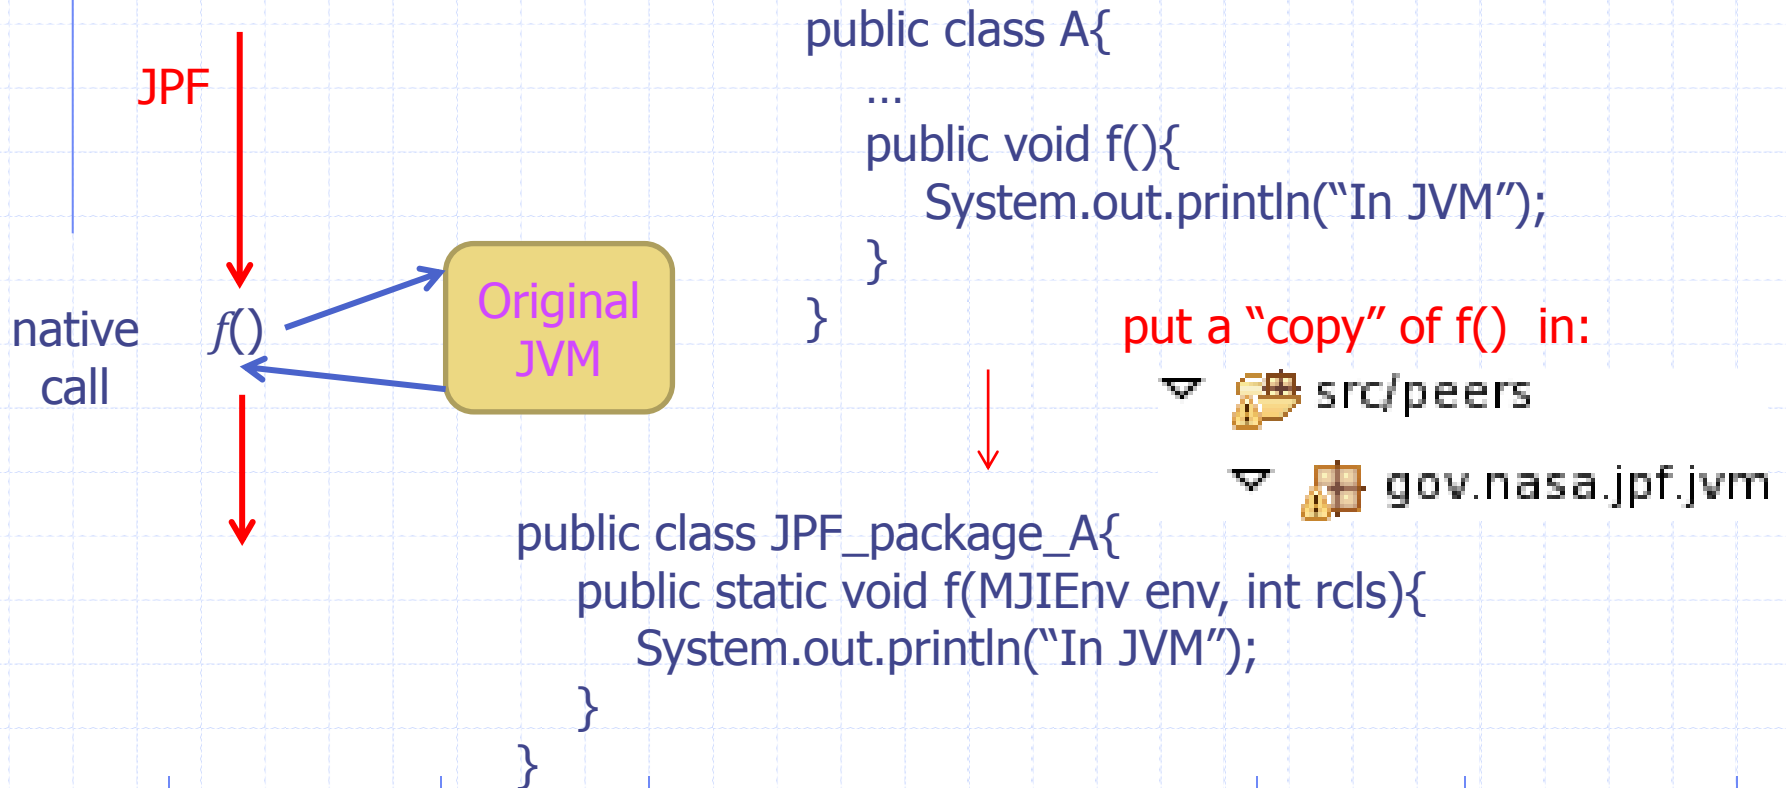 JPF
native
call
f()
Original
JVM
public class A{
...
public void f(){
System.out.println(“In JVM”);
}
}
put a “copy” of f() in:
src/peers
gov.nasa.jpf.jvm
public class JPF_package_A{
public static void f(MJIEnv env, int rcls){
System.out.println(“In JVM”);
}
}